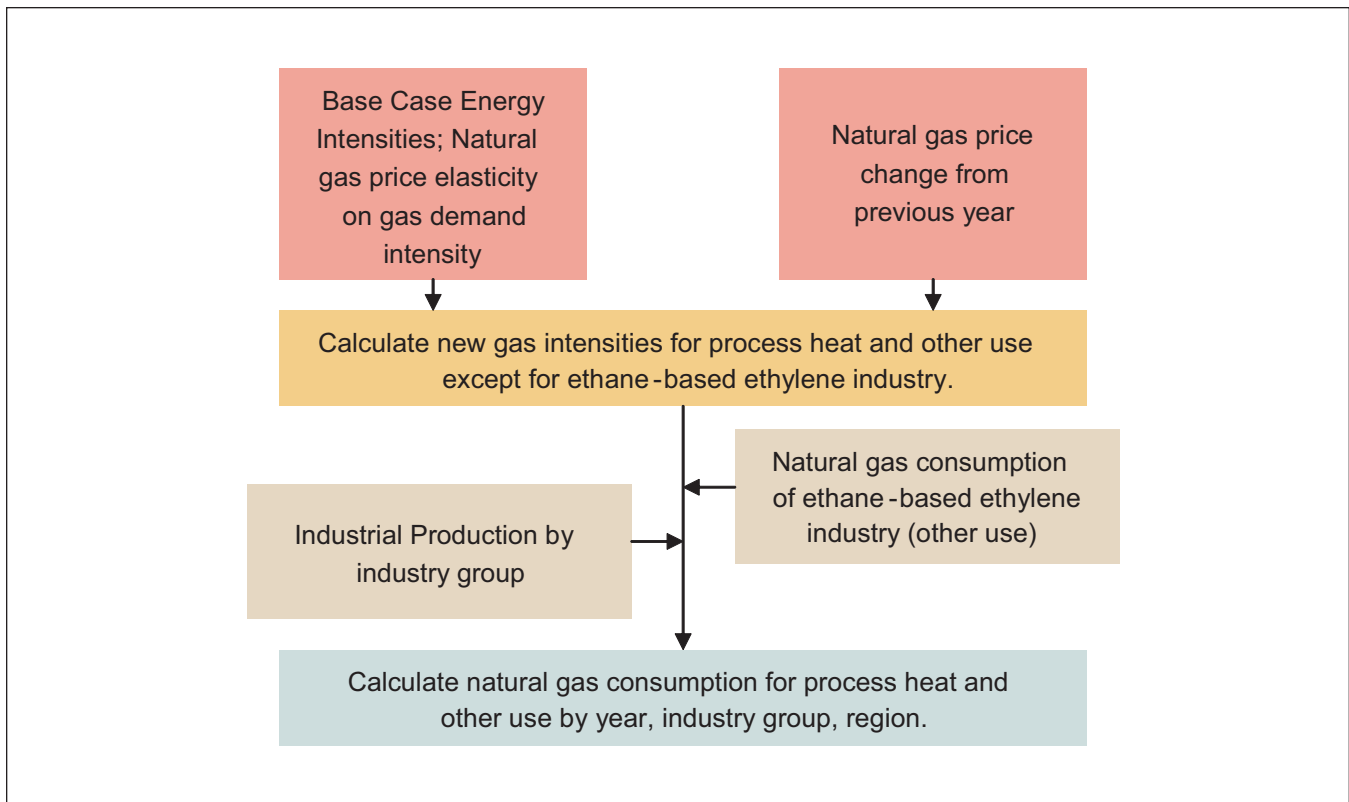 Base Case Energy
Intensities; Natural
gas price elasticity
on gas demand
intensity
Natural gas price
change from
previous year
Calculate new gas intensities for process heat and other use
except for ethane-based ethylene industry.
Natural gas consumption
of ethane-based ethylene
industry (other use)
Industrial Production by
industry group
Calculate natural gas consumption for process heat and
other use by year, industry group, region.